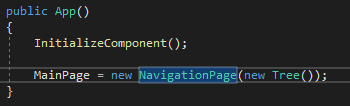 public App()
{
InitializeComponent();
MainPage = new NavigationPage(new Tree());
}